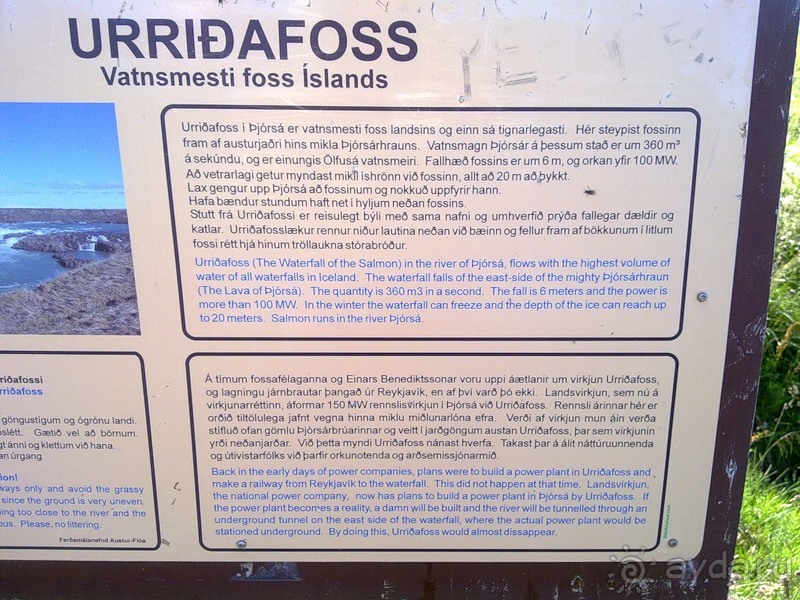 URRIÐAFOSS
Vatnsmesti foss Íslands
Urriðafoss í Þjórsá er vatnsmesti foss landsins og einn sá tignarlegasti. Hér steypist fossinn
fram af austurjaðri hins mikla Þjórsárhrauns. Vatnsmagn Þjórsár á þessum stað er um 360 m³
á sekúndu, og er einungis Ölfusá vatnsmeiri. Fallhæð fossins er um 6 m, og orkan yfir 100 MW.
Að vetrarlagi getur myndast mikil íshrönn við fossinn, allt að 20 m að þykkt.
Lax gengur upp Þjórsá að fossinum og nokkuð uppfyrir hann.
Hafa bændur stundum haft net í hyljum neðan fossins.
Stutt frá Urriðafossi er reisulegt býli með sama nafni og umhverfið prýða fallegar dældir og
katlar. Urriðafosslækur rennur niður lautina neðan við bæinn og fellur fram af bökkunum í litlum
fossi rétt hjá hinum tröllaukna stórabróður.
Urriðafoss (The Waterfall of the Salmon) in the river of Þjórsá, flows with the highest volume of
water of all waterfalls in Iceland. The waterfall falls of the east-side of the mighty Þjórsárhraun
(The Lava of Þjórsá). The quantity is 360 m3 in a second. The fall is 6 meters and the power is
more than 100 MW. In the winter the waterfall can freeze and the depth of the ice can reach up
to 20 meters. Salmon runs in the river Þjórsá.
riðafossi
rriðafoss
göngustigum og ógrónu landi.
oslétt. Gætið vel að börnum.
gt ánni og klettum við hana.
an úrgang
ion!
ways only and avoid the grassy
since the ground is very uneven.
ing too close to the river and the
ous. Please, no littering.
Ferðamálanefnd Austur-Flóa
Á tímum fossafélaganna og Einars Benediktssonar voru uppi áætlanir um virkjun Urriðafoss,
og lagningu járnbrautar þangað úr Reykjavík, en af því varð þó ekki. Landsvirkjun, sem nú á
virkjunarréttinn, áformar 150 MW rennslisvirkjun í Þjórsá við Urriðafoss. Rennsli árinnar hér er
orðið tiltölulega jafnt vegna hinna miklu miðlunarlóna efra. Verði af virkjun mun áin verða
stífluð ofan gömlu Þjórsárbrúarinnar og veitt í jarðgöngum austan Urriðafoss, þar sem virkjunin
yrði neðanjarðar. Við þetta myndi Urriðafoss nánast hverfa. Takast þar á álit náttúruunnenda
og útivistarfólks við þarfir orkunotenda og arðsemissjónarmið.
Back in the early days of power companies, plans were to build a power plant in Urriðafoss and
make a railway from Reykjavík to the waterfall. This did not happen at that time. Landsvirkjun,
the national power company, now has plans to build a power plant in Þjórsá by Urriðafoss. If
the power plant becomes a reality, a damn will be built and the river will be tunnelled through an
underground tunnel on the east side of the waterfall, where the actual power plant would be
stationed underground. By doing this, Urriðafoss would almost disappear.
ayda.ru